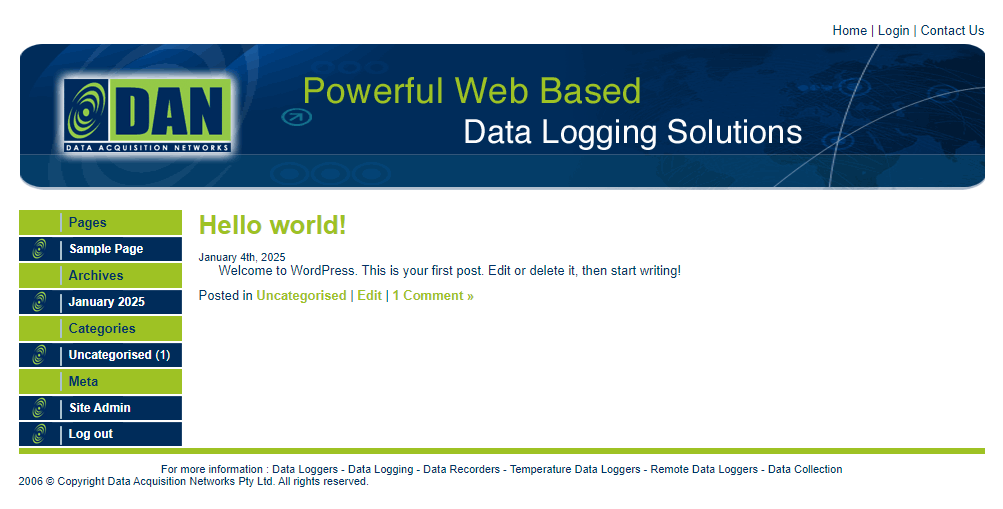 Home | Login | Contact Us
DAN
DATA ACQUISITION NETWORKS
Powerful Web Based
Data Logging Solutions
Pages
Sample Page
Archives
January 2025
Categories
Uncategorised (1)
Meta
Site Admin
Log out
Hello world!
January 4th, 2025
Welcome to WordPress. This is your first post. Edit or delete it, then start writing!
Posted in Uncategorised | Edit | 1 Comment »
For more information : Data Loggers - Data Logging - Data Recorders - Temperature Data Loggers - Remote Data Loggers - Data Collection
2006 © Copyright Data Acquisition Networks Pty Ltd. All rights reserved.